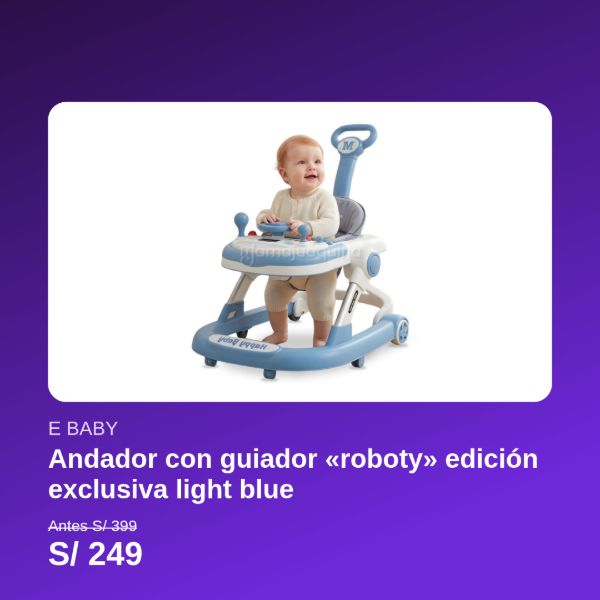 M
E BABY
Andador con guiador «roboty» edición
exclusiva light blue
Antes S/ 399
S/ 249